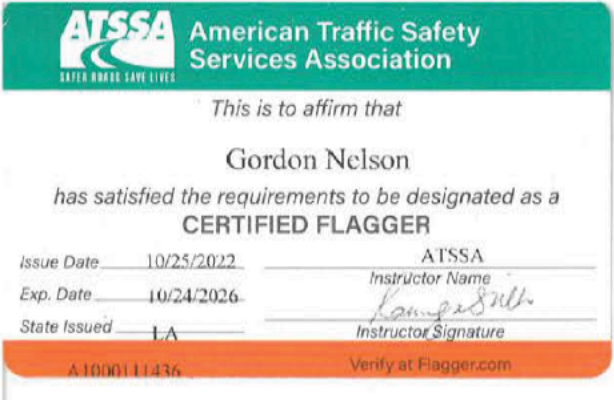 ATSSA
SAFER ROADS SAVE LIVES
American Traffic Safety
Services Association
This is to affirm that
Gordon Nelson
has satisfied the requirements to be designated as a
CERTIFIED FLAGGER
Issue Date 10/25/2022
ATSSA
Instructor Name
Exp. Date 10/24/2026
State Issued LA
Instructor Signature
A1000111436
Verify at Flagger.com